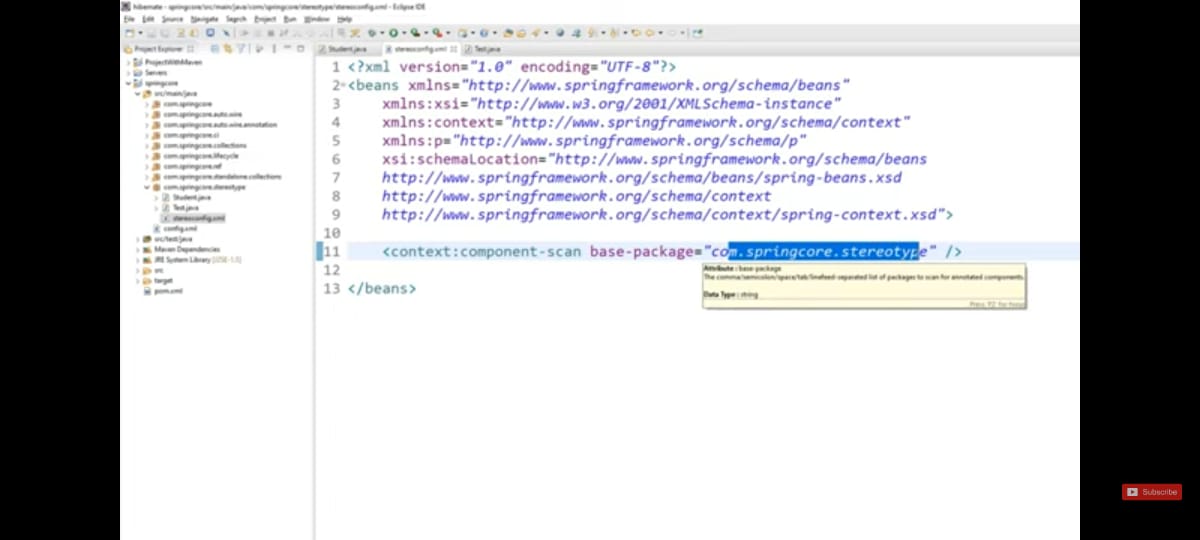 hibernate - springcore/src/main/java/com/springcore/stereotype/stereoconfig.xml - Eclipse IDE
File Edit Source Navigate Search Project Run Window Help
Project Explorer
Student.java stereoconfig.xml Test.java
ProjectWithMaven
Servers
springcore
src/main/java
com.springcore
com.springcore.auto.wire
com.springcore.auto.wire.annotation
com.springcore.ci
com.springcore.collections
com.springcore.lifecycle
com.springcore.ref
com.springcore.standalone.collections
com.springcore.stereotype
Student.java
Test.java
stereoconfig.xml
config.xml
src/test/java
Maven Dependencies
JRE System Library [J2SE-1.5]
src
target
pom.xml
1 <?xml version="1.0" encoding="UTF-8"?>
2 <beans xmlns="http://www.springframework.org/schema/beans"
3 xmlns:xsi="http://www.w3.org/2001/XMLSchema-instance"
4 xmlns:context="http://www.springframework.org/schema/context"
5 xmlns:p="http://www.springframework.org/schema/p"
6 xsi:schemaLocation="http://www.springframework.org/schema/beans
7 http://www.springframework.org/schema/beans/spring-beans.xsd
8 http://www.springframework.org/schema/context
9 http://www.springframework.org/schema/context/spring-context.xsd">
10
11 <context:component-scan base-package="com.springcore.stereotype" />
12
13 </beans>
Attribute : base-package
The comma/semicolon/space/tab/linefeed-separated list of packages to scan for annotated components.
Data Type : string
Press 'F2' for focus
Subscribe